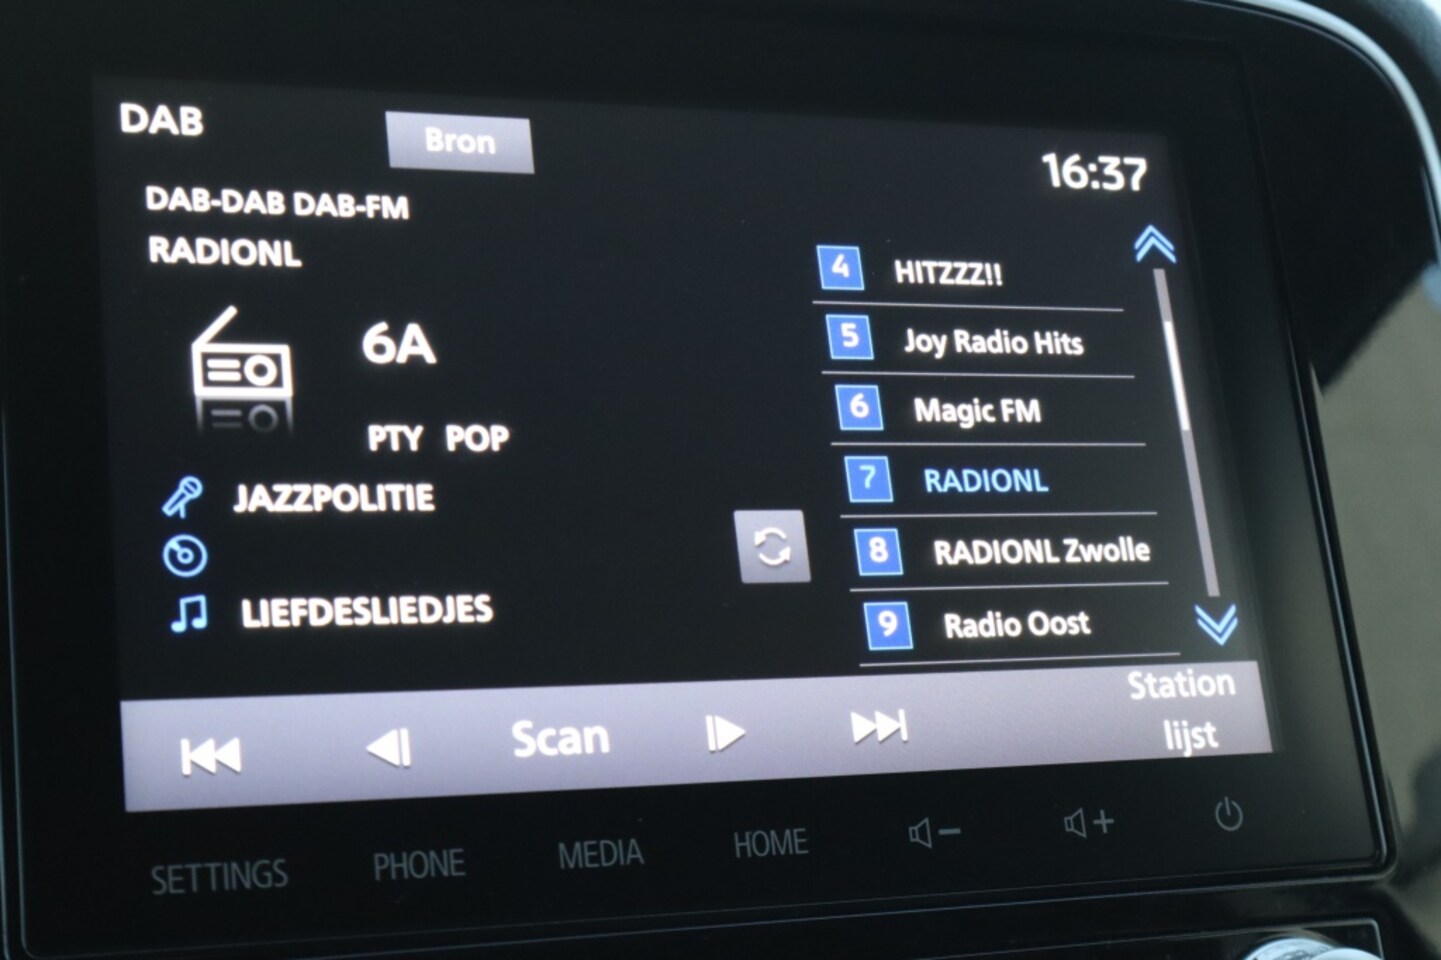 DAB
Bron
16:37
DAB-DAB DAB-FM
RADIONL
6A
PTY POP
JAZZPOLITIE
LIEFDESLIEDJES
4 HITZZZ!!
5 Joy Radio Hits
6 Magic FM
7 RADIONL
8 RADIONL Zwolle
9 Radio Oost
Scan
Station
lijst
SETTINGS
PHONE
MEDIA
HOME